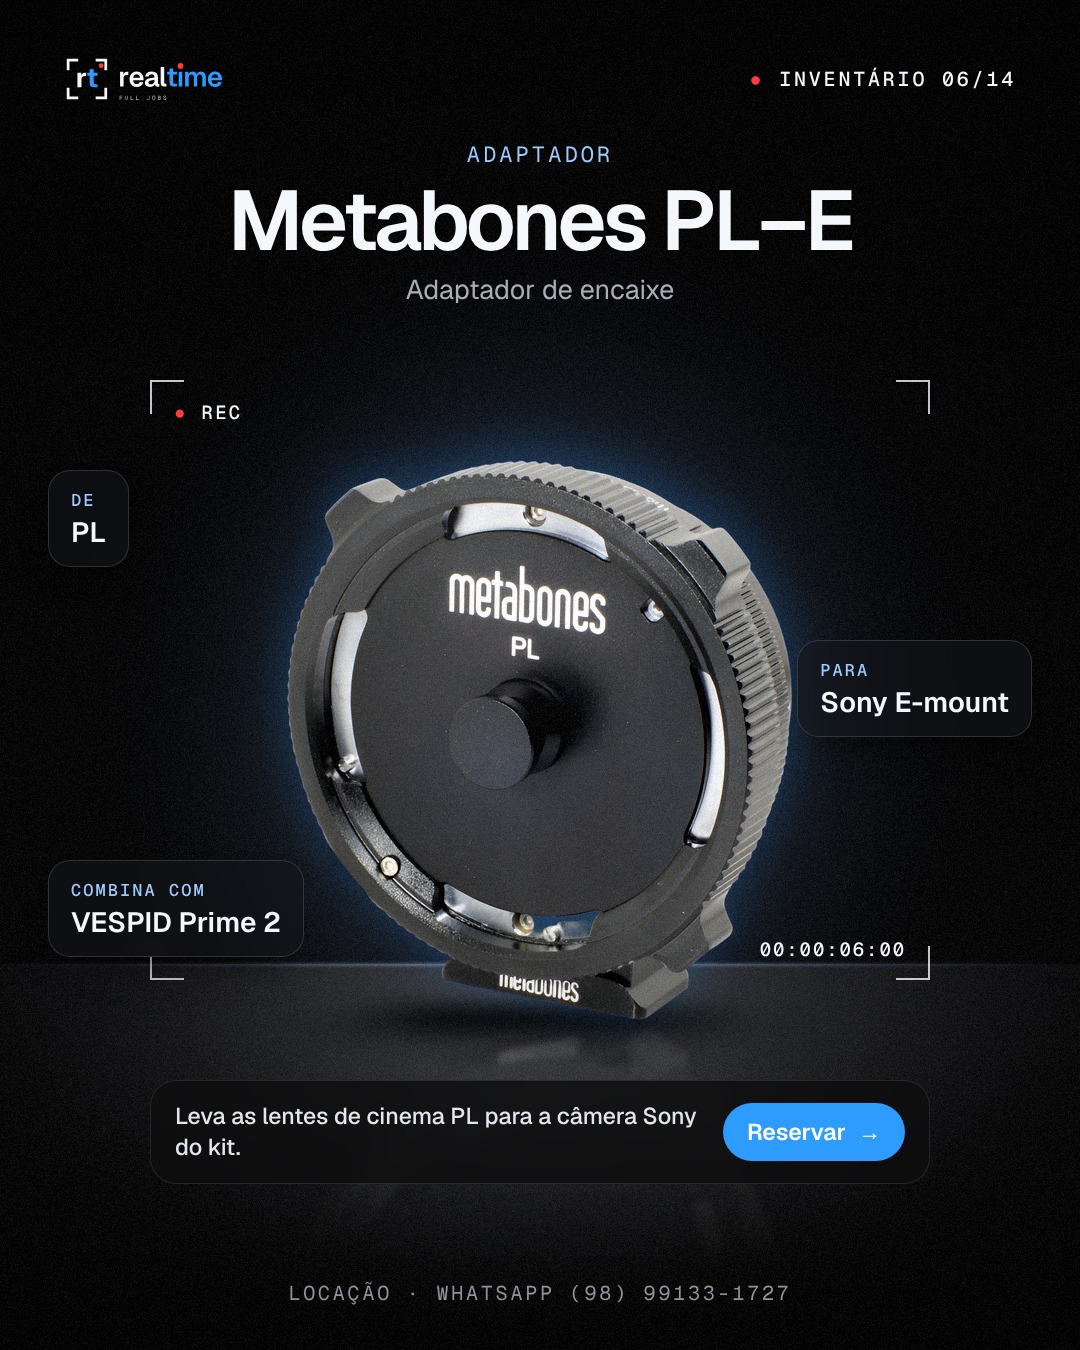 rt realtime
FULL JOBS
INVENTÁRIO 06/14
ADAPTADOR
Metabones PL–E
Adaptador de encaixe
REC
DE
PL
metabones
PL
PARA
Sony E-mount
COMBINA COM
VESPID Prime 2
00:00:06:00
metabones
Leva as lentes de cinema PL para a câmera Sony
do kit.
Reservar →
LOCAÇÃO · WHATSAPP (98) 99133-1727